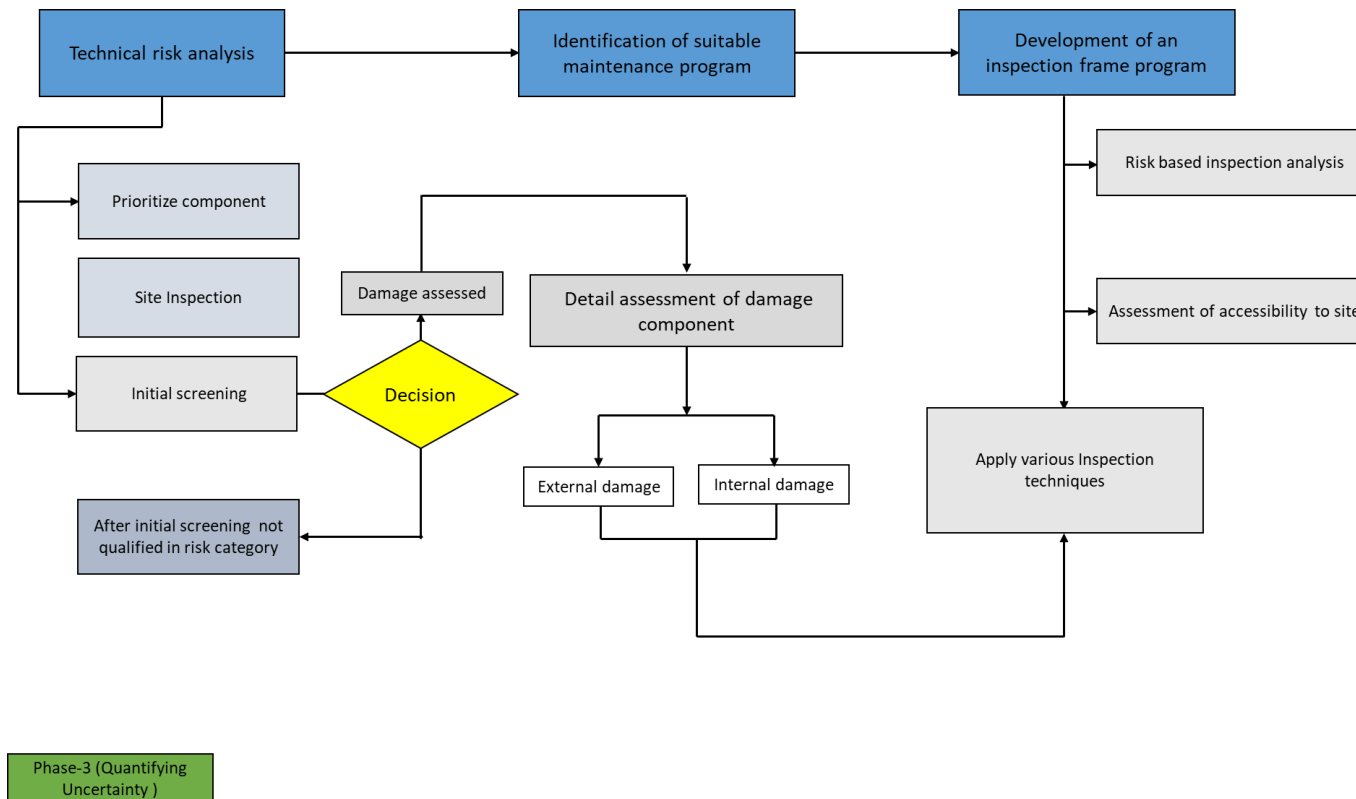 Technical risk analysis
Identification of suitable
maintenance program
Development of an
inspection frame program
Prioritize component
Risk based inspection analysis
Site Inspection
Damage assessed
Detail assessment of damage
component
Assessment of accessibility to site
Initial screening
Decision
Apply various Inspection
techniques
External damage
Internal damage
After initial screening not
qualified in risk category
Phase-3 (Quantifying
Uncertainty )